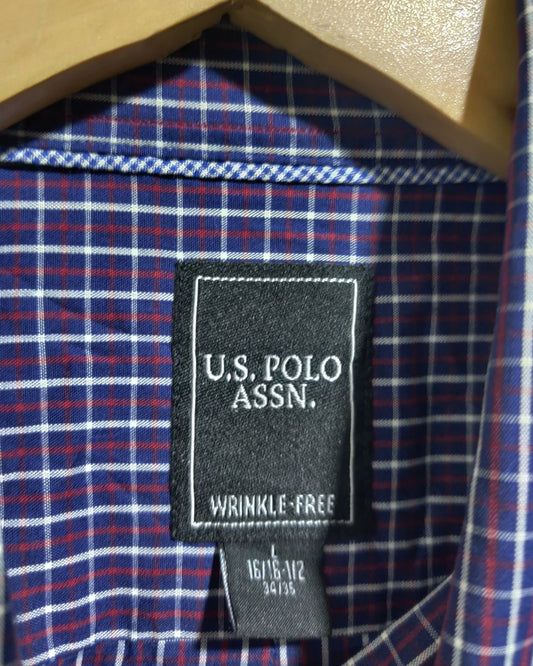 U.S. POLO
ASSN.
WRINKLE-FREE
L
16/16-1/2
34/35